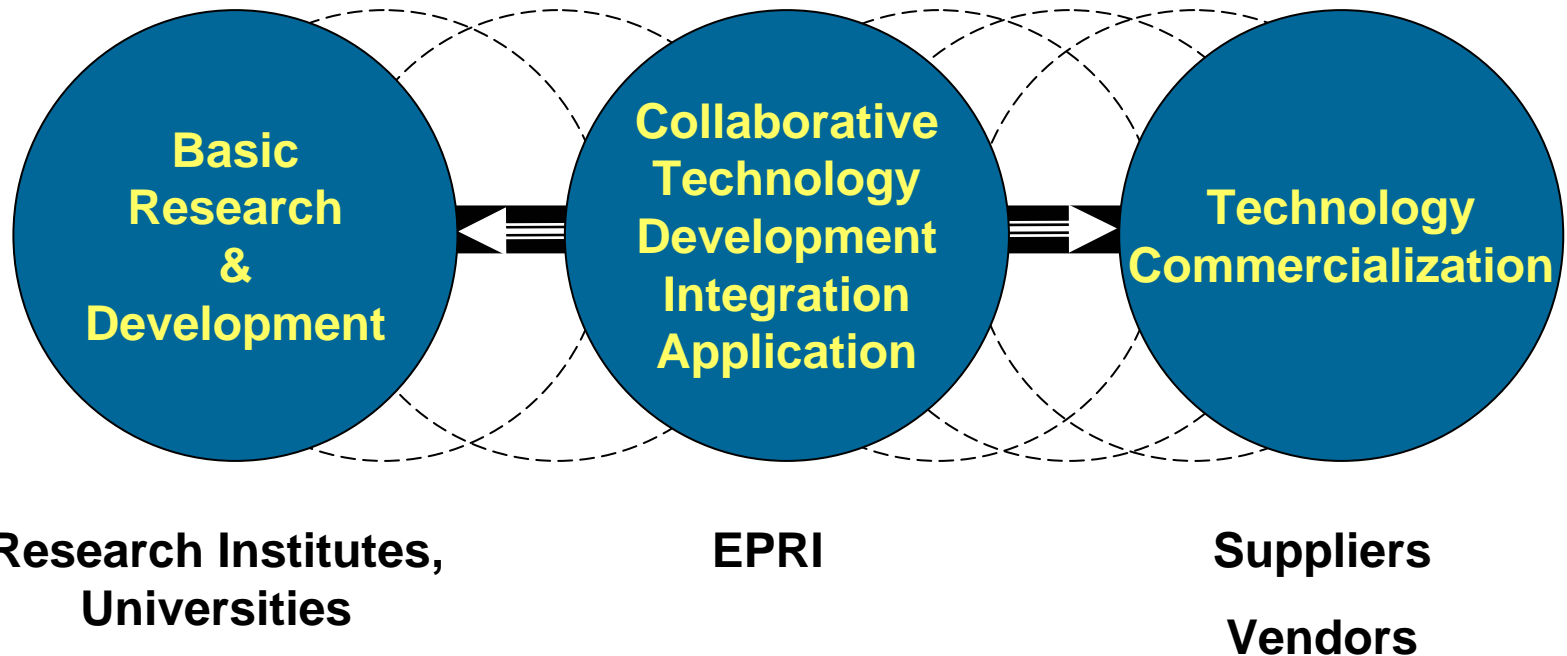 Basic
Research
&
Development
Collaborative
Technology
Development
Integration
Application
Technology
Commercialization
Research Institutes,
Universities
EPRI
Suppliers
Vendors